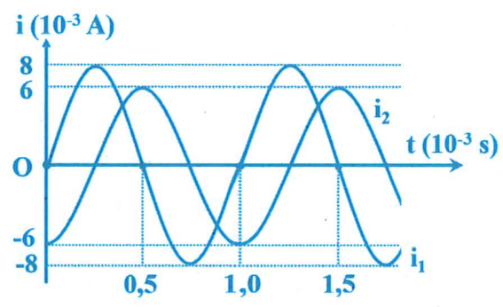 i (10⁻³ A)
8
6
i₂
t (10⁻³ s)
O
-6
-8
i₁
0,5 1,0 1,5